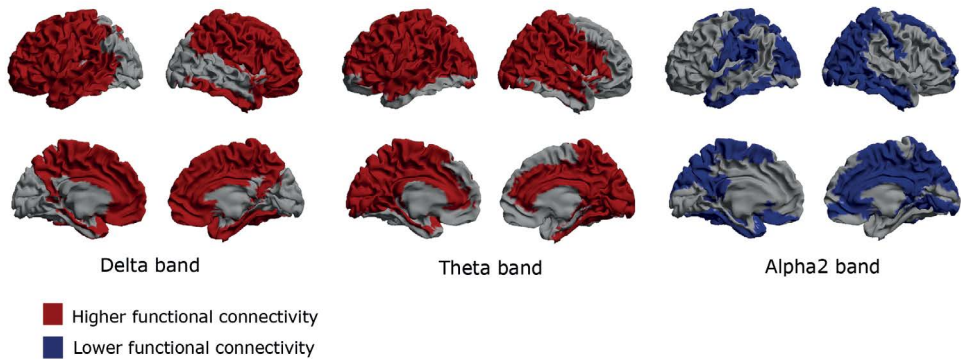 Delta band
Theta band
Alpha2 band
Higher functional connectivity
Lower functional connectivity